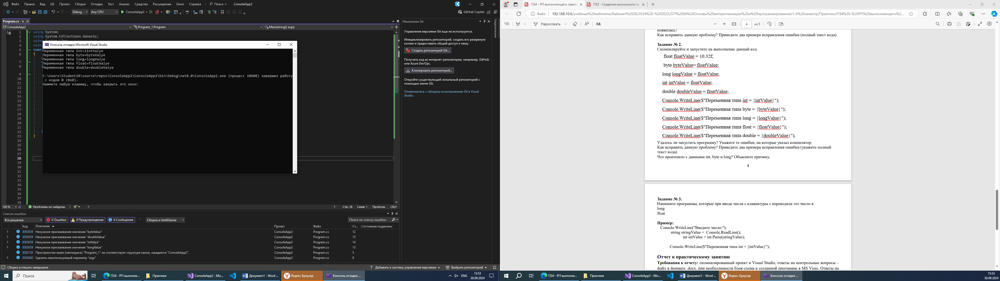 Файл Правка Вид Git Проект Сборка Отладка Тест Анализ Средства Расширения Окно Справка Поиск ConsoleApp2
Debug Any CPU ConsoleApp2 GitHub Copilot
Program.cs
ConsoleApp2 Program_1.Program Main(string[] args)
1 using System;
2 using System.Collections.Generic;
3 using System.Linq;
4 using
5 names
6 {
7
8
9
10
11
12
13
14
15
16
17
18
19
20
21
22 }
23 }
24
25
26
27
28
29
30
31
32
33
34
35
36
37
38
Консоль отладки Microsoft Visual Studio
Переменная типа int=1intValye
Переменная типа byte=byteValye
Переменная типа long=longValye
Переменная типа float=floatValye
Переменная типа double=doubleValye
C:\Users\Student28\source\repos\ConsoleApp2\ConsoleApp2\bin\Debug\net8.0\ConsoleApp2.exe (процесс 10608) завершил работу
с кодом 0 (0x0).
Нажмите любую клавишу, чтобы закрыть это окно:
100 % Проблемы не найдены. Стр: 28 Симв: 1 Пробелы CRLF
Изменения Git
Управление версиями Git еще не используется.
Инициализировать репозиторий, создать его резервную
копию и предоставить общий доступ к нему.
Создать репозиторий Git...
Получить код из интернет-репозитория, например, GitHub
или Azure DevOps.
Клонировать репозиторий...
Откройте существующий локальный репозиторий с
помощью меню Git.
Ознакомьтесь с обзором использования Git в Visual
Studio.
Уведомления
Список ошибок
Все решение 0 Ошибки 0 Предупреждения 6 Сообщения Сборка и IntelliSense Поиск по списку ошибок
Код Описание Проект Файл Ст... Состояние подавлени
IDE0059 Ненужное присваивание значения "byteValue" ConsoleApp2 Program.cs 12
IDE0059 Ненужное присваивание значения "doubleValue" ConsoleApp2 Program.cs 15
IDE0059 Ненужное присваивание значения "intValye" ConsoleApp2 Program.cs 14
IDE0059 Ненужное присваивание значения "longValue" ConsoleApp2 Program.cs 13
IDE0130 Пространство имен (namespace) "Program_1" не соответствует структуре папок, ожидается "ConsoleApp2". ConsoleApp2 Program.cs 5
IDE0060 Удалить неиспользуемый параметр "args" ConsoleApp2 Program.cs 9
Сборка успешно завершена Добавить в систему управления версиями Выбрать репозиторий
Поиск ПЗ4 - РП выполня... Практики ConsoleApp2 - Mic... Документ1 - Word ... Яндекс Браузер Консоль отладки ... ENG 15:53 30.09.2024
ПЗ4 - РП выполняющего преобр ПЗ3 - Создание консольного пр
Файл 192.168.10.6/учебные%20кабинеты/Кабинет%2028/2024%20-%202025/ОП%2004%20Основы%20алгоритмизации%20и%20программирования/1-й%20семестр/Практики/ПЗ4%20-%20РП%20выполняющего%2...
Нарисовать 4 из 5
появилась?
Как исправить данную проблему? Приведите два примера исправления ошибки (полный текст кода)
Задание № 2.
Скомпилируйте и запустите на выполнение данный код
float floatValue = 10.32f;
byte byteValue= floatValue;
long longValue = floatValue;
int intValue = floatValue;
double doubleValue = floatValue;
Console.WriteLine($"Переменная типа int = {intValue}");
Console.WriteLine($"Переменная типа byte = {byteValue}");
Console.WriteLine($"Переменная типа long = {longValue}");
Console.WriteLine($"Переменная типа float = {floatValue}");
Console.WriteLine($"Переменная типа double = {doubleValue}");
Удалось ли запустить программу? Укажите те ошибки, на которые указал компилятор.
Как исправить данную проблему? Приведите два примера исправления ошибки (укажите полный
текст кода)
Что произошло с данными int, byte и long? Объясните причину.
4
Задание № 3.
Напишите программы, которые при вводе числа с клавиатуры с переводила это число в
long
float
Пример:
Console.WriteLine("Введите число:");
string stringValue = Console.ReadLine();
int intValue = int.Parse(stringValue);
Console.WriteLine($"Переменная типа int = {intValue}");
Отчет к практическому занятию
Требования к отчету: скомпилированный проект в Visual Studio, ответы на контрольные вопросы –
файл в формате .docx, при необходимости блок-схема к созданной программе в MS Visio. Ответы на
ПЗ4 - РП выполня... Практики ConsoleApp2 - Mic... Документ1 - Word ... Яндекс Браузер Консоль отладки ... 15:53 30.09.2024